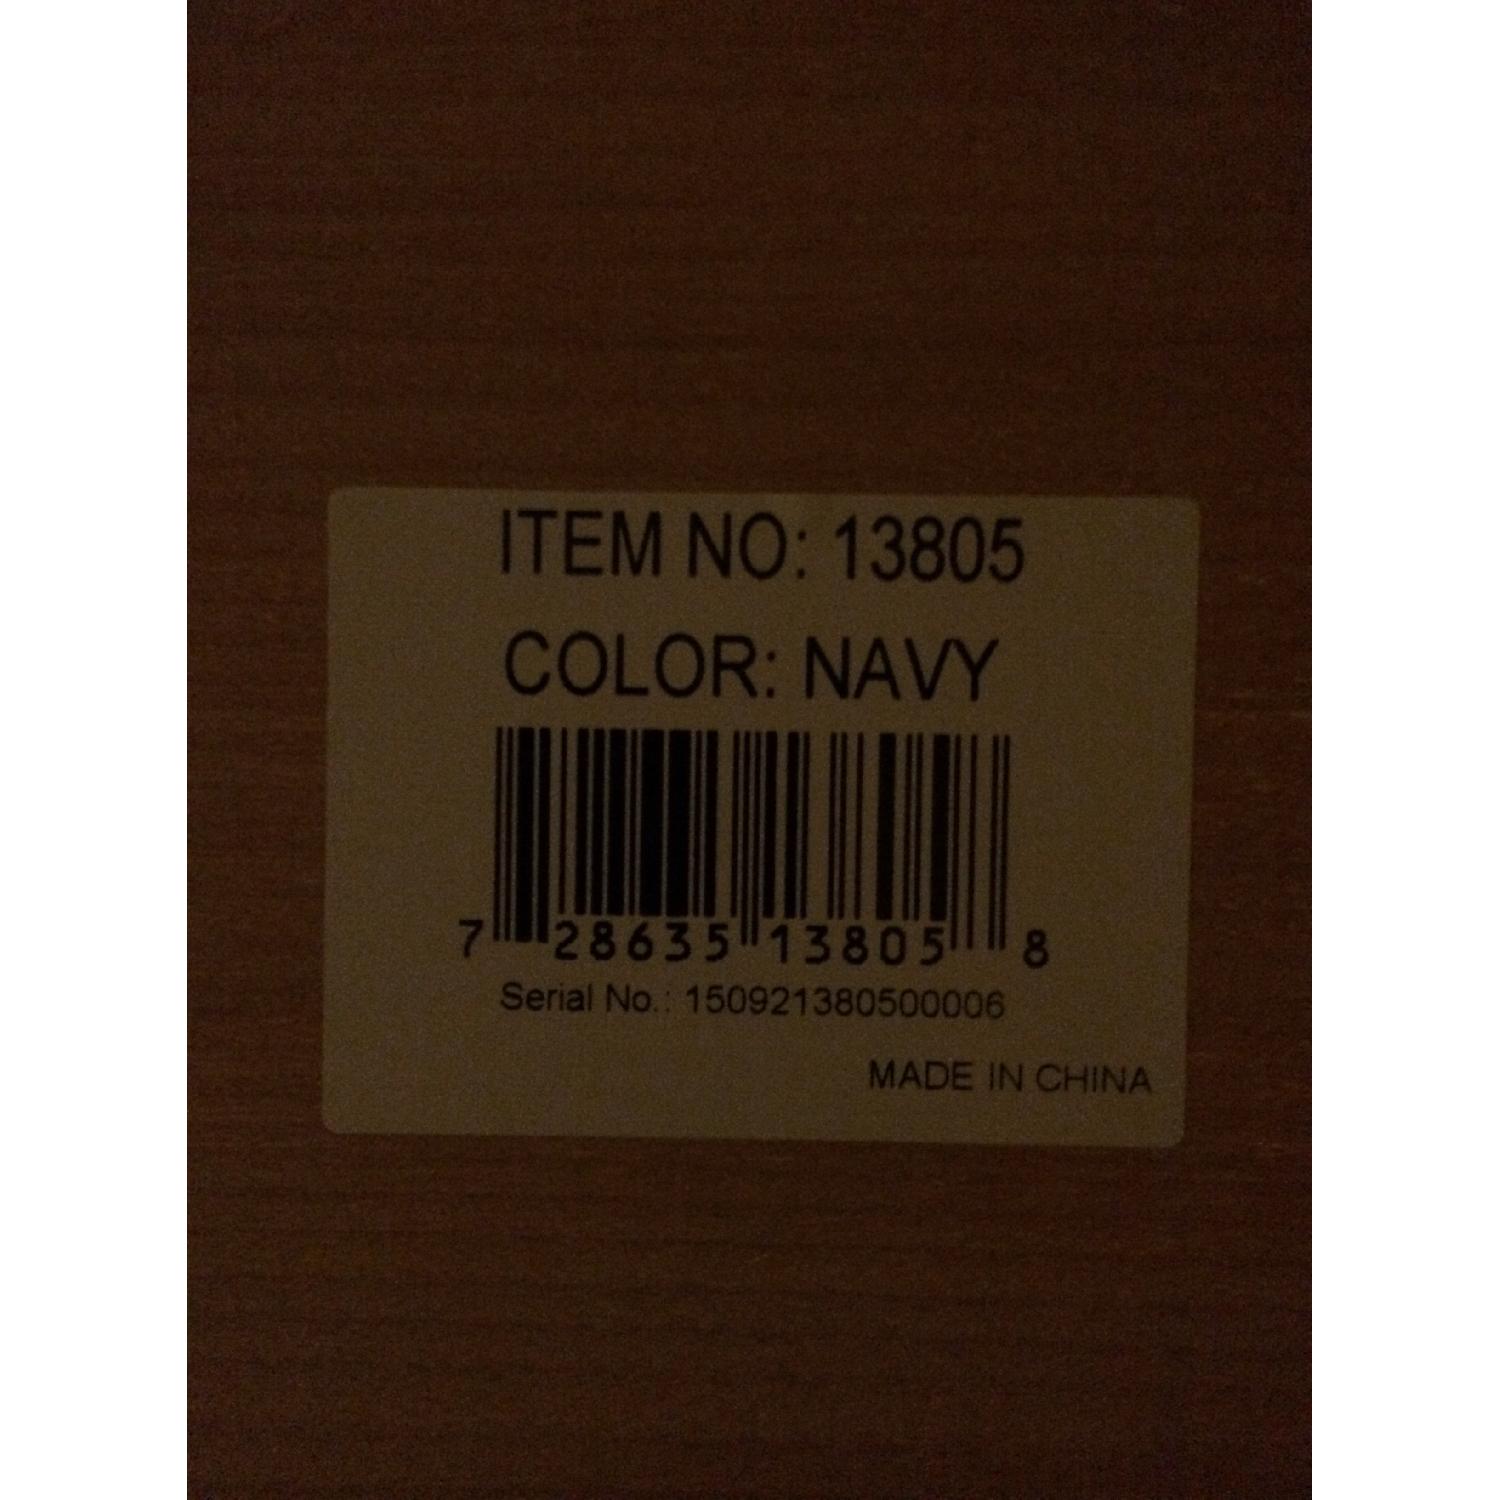 ITEM NO: 13805
COLOR: NAVY
7 28635 13805 8
Serial No.: 150921380500006
MADE IN CHINA